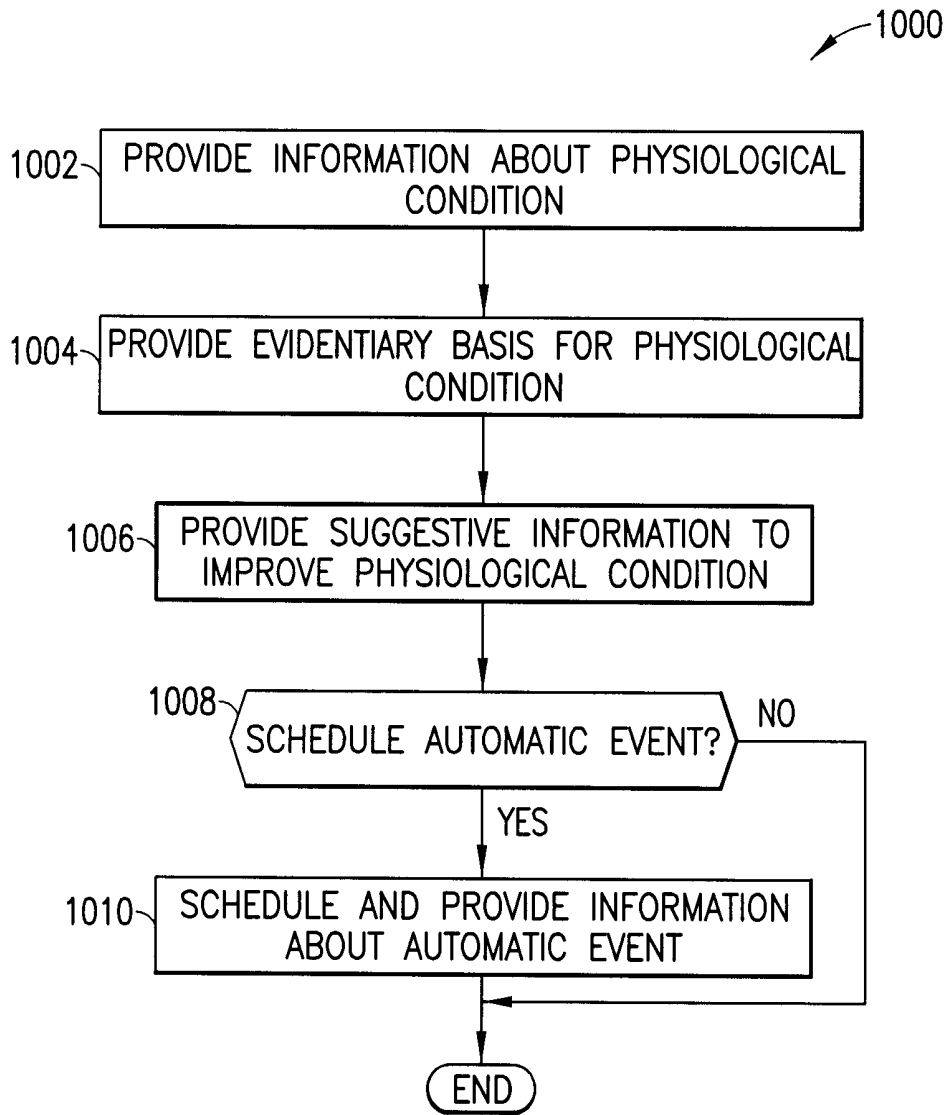 1000
1002
PROVIDE INFORMATION ABOUT PHYSIOLOGICAL
CONDITION
1004
PROVIDE EVIDENTIARY BASIS FOR PHYSIOLOGICAL
CONDITION
1006
PROVIDE SUGGESTIVE INFORMATION TO
IMPROVE PHYSIOLOGICAL CONDITION
1008
SCHEDULE AUTOMATIC EVENT?
NO
YES
1010
SCHEDULE AND PROVIDE INFORMATION
ABOUT AUTOMATIC EVENT
END